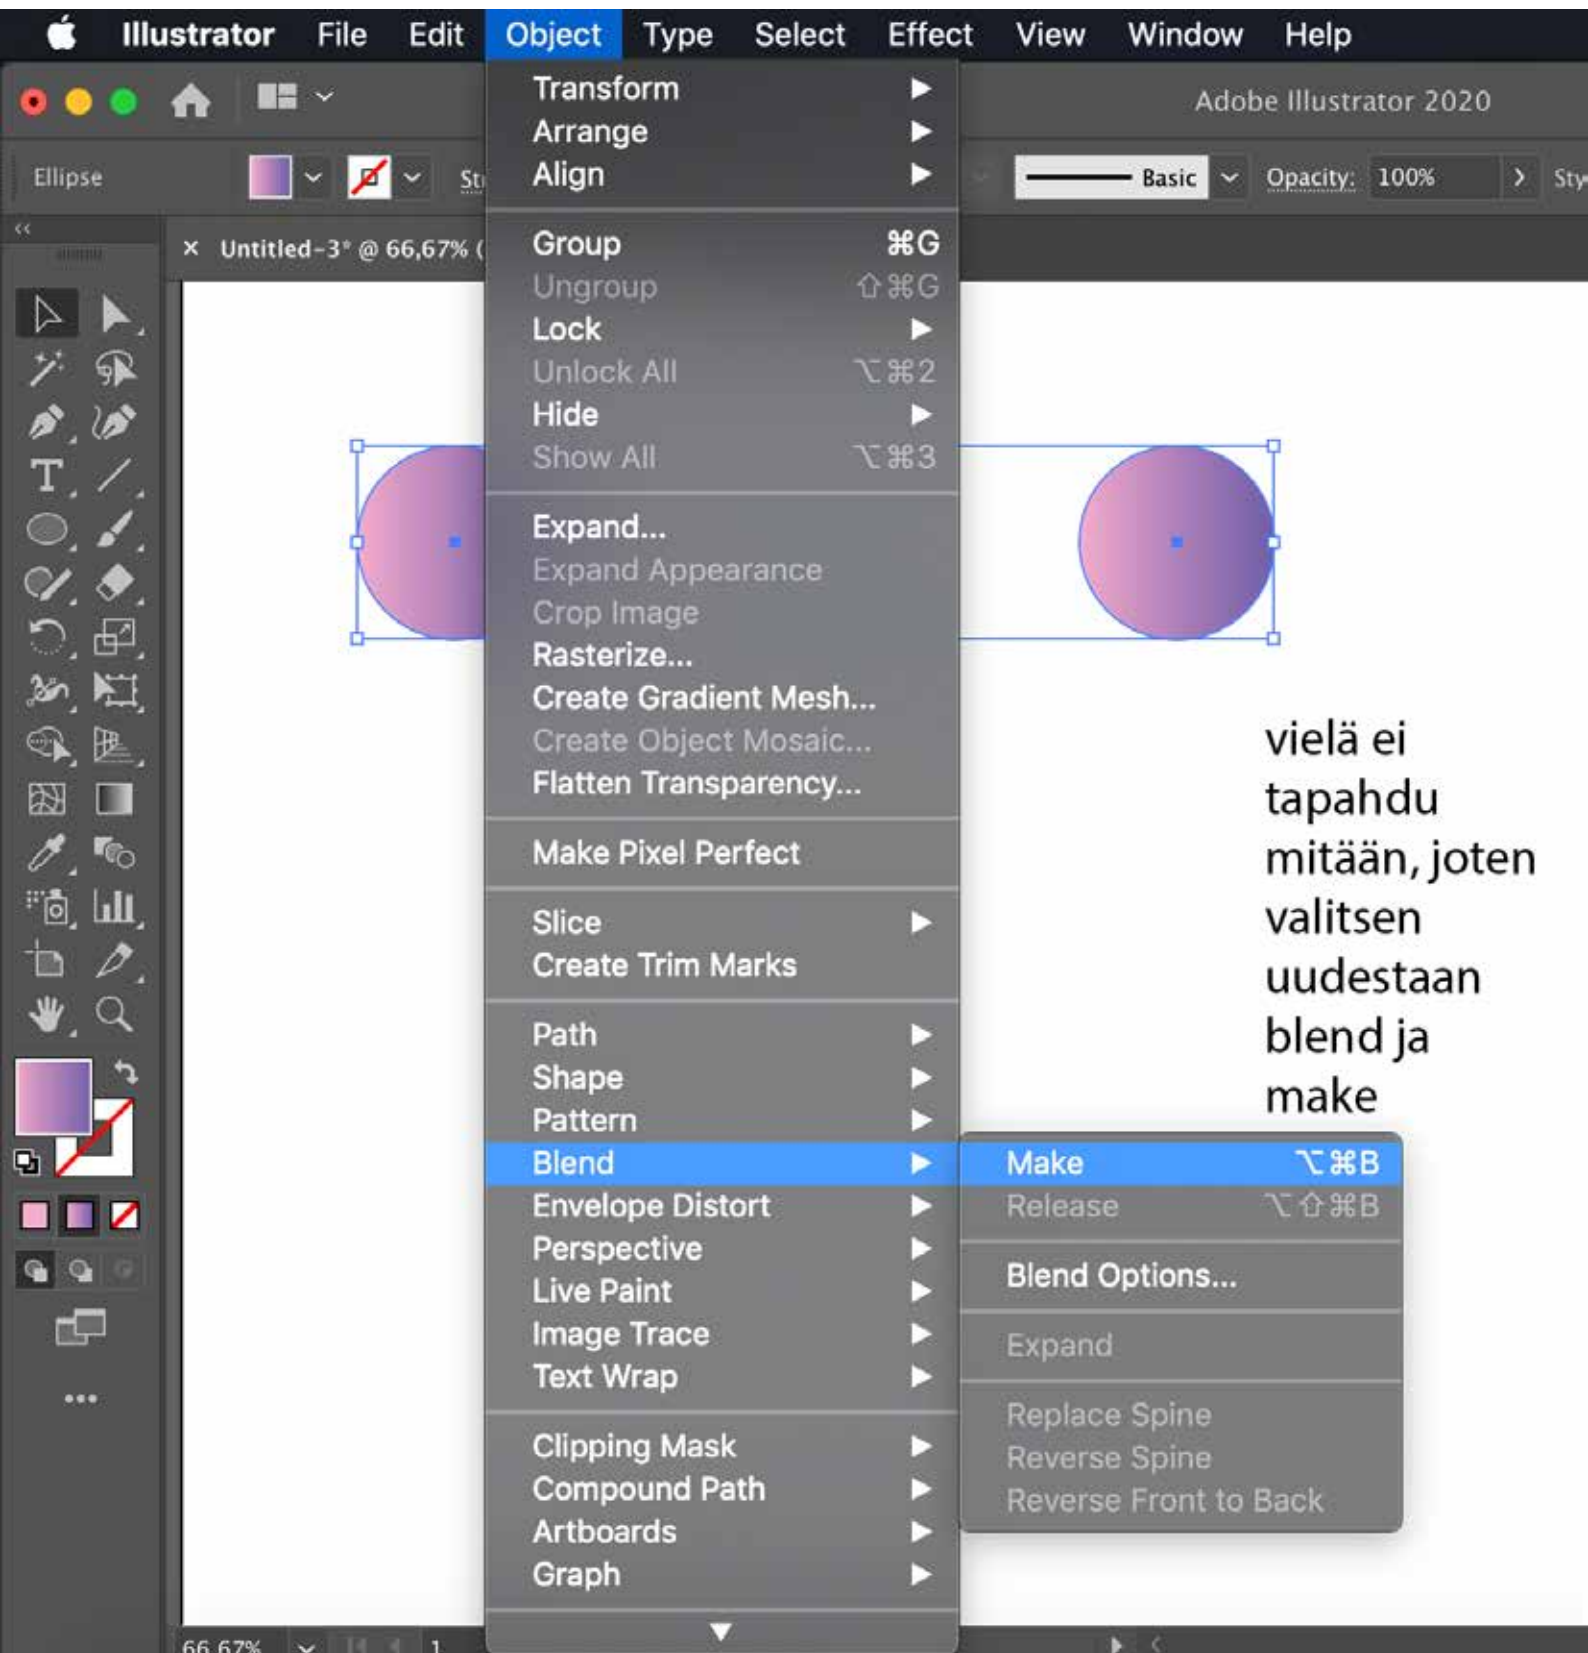 Illustrator File Edit Object Type Select Effect View Window Help
Adobe Illustrator 2020
Ellipse
Basic Opacity: 100%
× Untitled-3* @ 66,67% (
Transform
Arrange
Align
Group ⌘G
Ungroup ⇧⌘G
Lock
Unlock All ⌥⌘2
Hide
Show All ⌥⌘3
Expand...
Expand Appearance
Crop Image
Rasterize...
Create Gradient Mesh...
Create Object Mosaic...
Flatten Transparency...
Make Pixel Perfect
Slice
Create Trim Marks
Path
Shape
Pattern
Blend
Envelope Distort
Perspective
Live Paint
Image Trace
Text Wrap
Clipping Mask
Compound Path
Artboards
Graph
vielä ei
tapahdu
mitään, joten
valitsen
uudestaan
blend ja
make
Make ⌥⌘B
Release ⌥⇧⌘B
Blend Options...
Expand
Replace Spine
Reverse Spine
Reverse Front to Back
66,67% 1